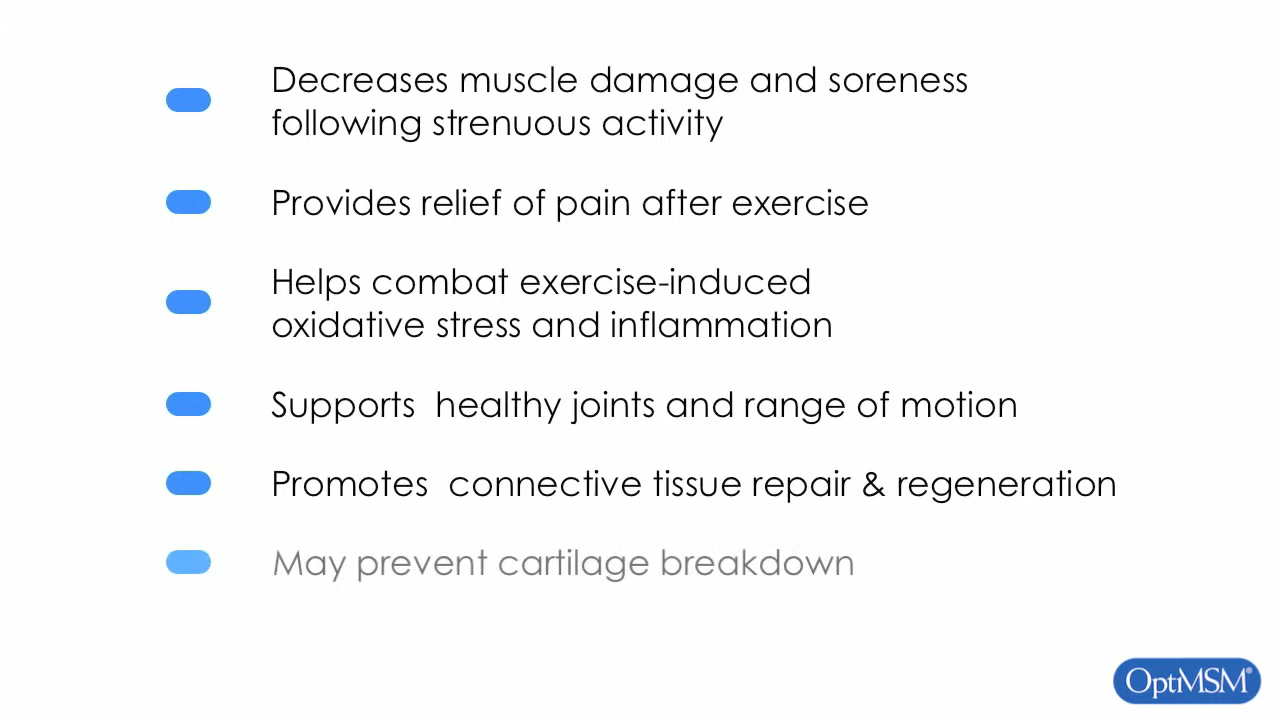 Decreases muscle damage and soreness
following strenuous activity
Provides relief of pain after exercise
Helps combat exercise-induced
oxidative stress and inflammation
Supports  healthy joints and range of motion
Promotes  connective tissue repair & regeneration
May prevent cartilage breakdown
OptiMSM®